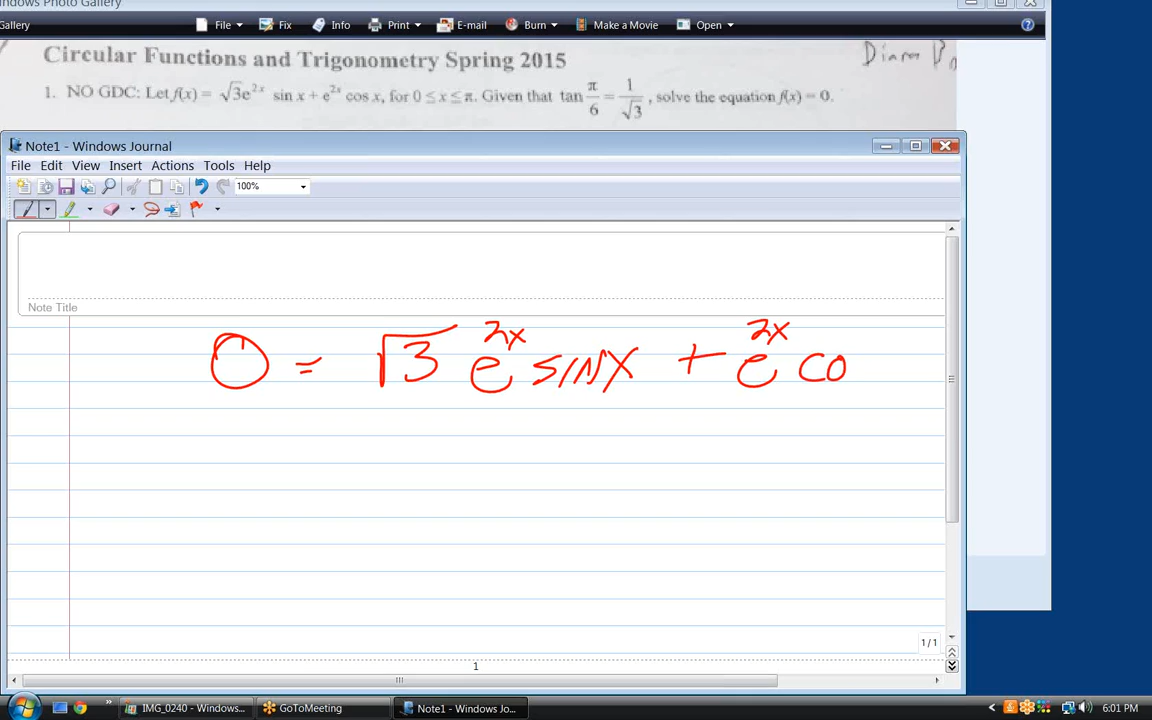 indows Photo Gallery
Gallery File Fix Info Print E-mail Burn Make a Movie Open
Circular Functions and Trigonometry Spring 2015
1. NO GDC: Let f(x) = √3e^2x sin x + e^2x cos x, for 0 ≤ x ≤ π. Given that tan π/6 = 1/√3, solve the equation f(x) = 0.
Note1 - Windows Journal
File Edit View Insert Actions Tools Help
100%
Note Title
0 = √3 e^2x sinx + e^2x co
1/1
1
IMG_0240 - Windows... GoToMeeting Note1 - Windows Jo... 6:01 PM